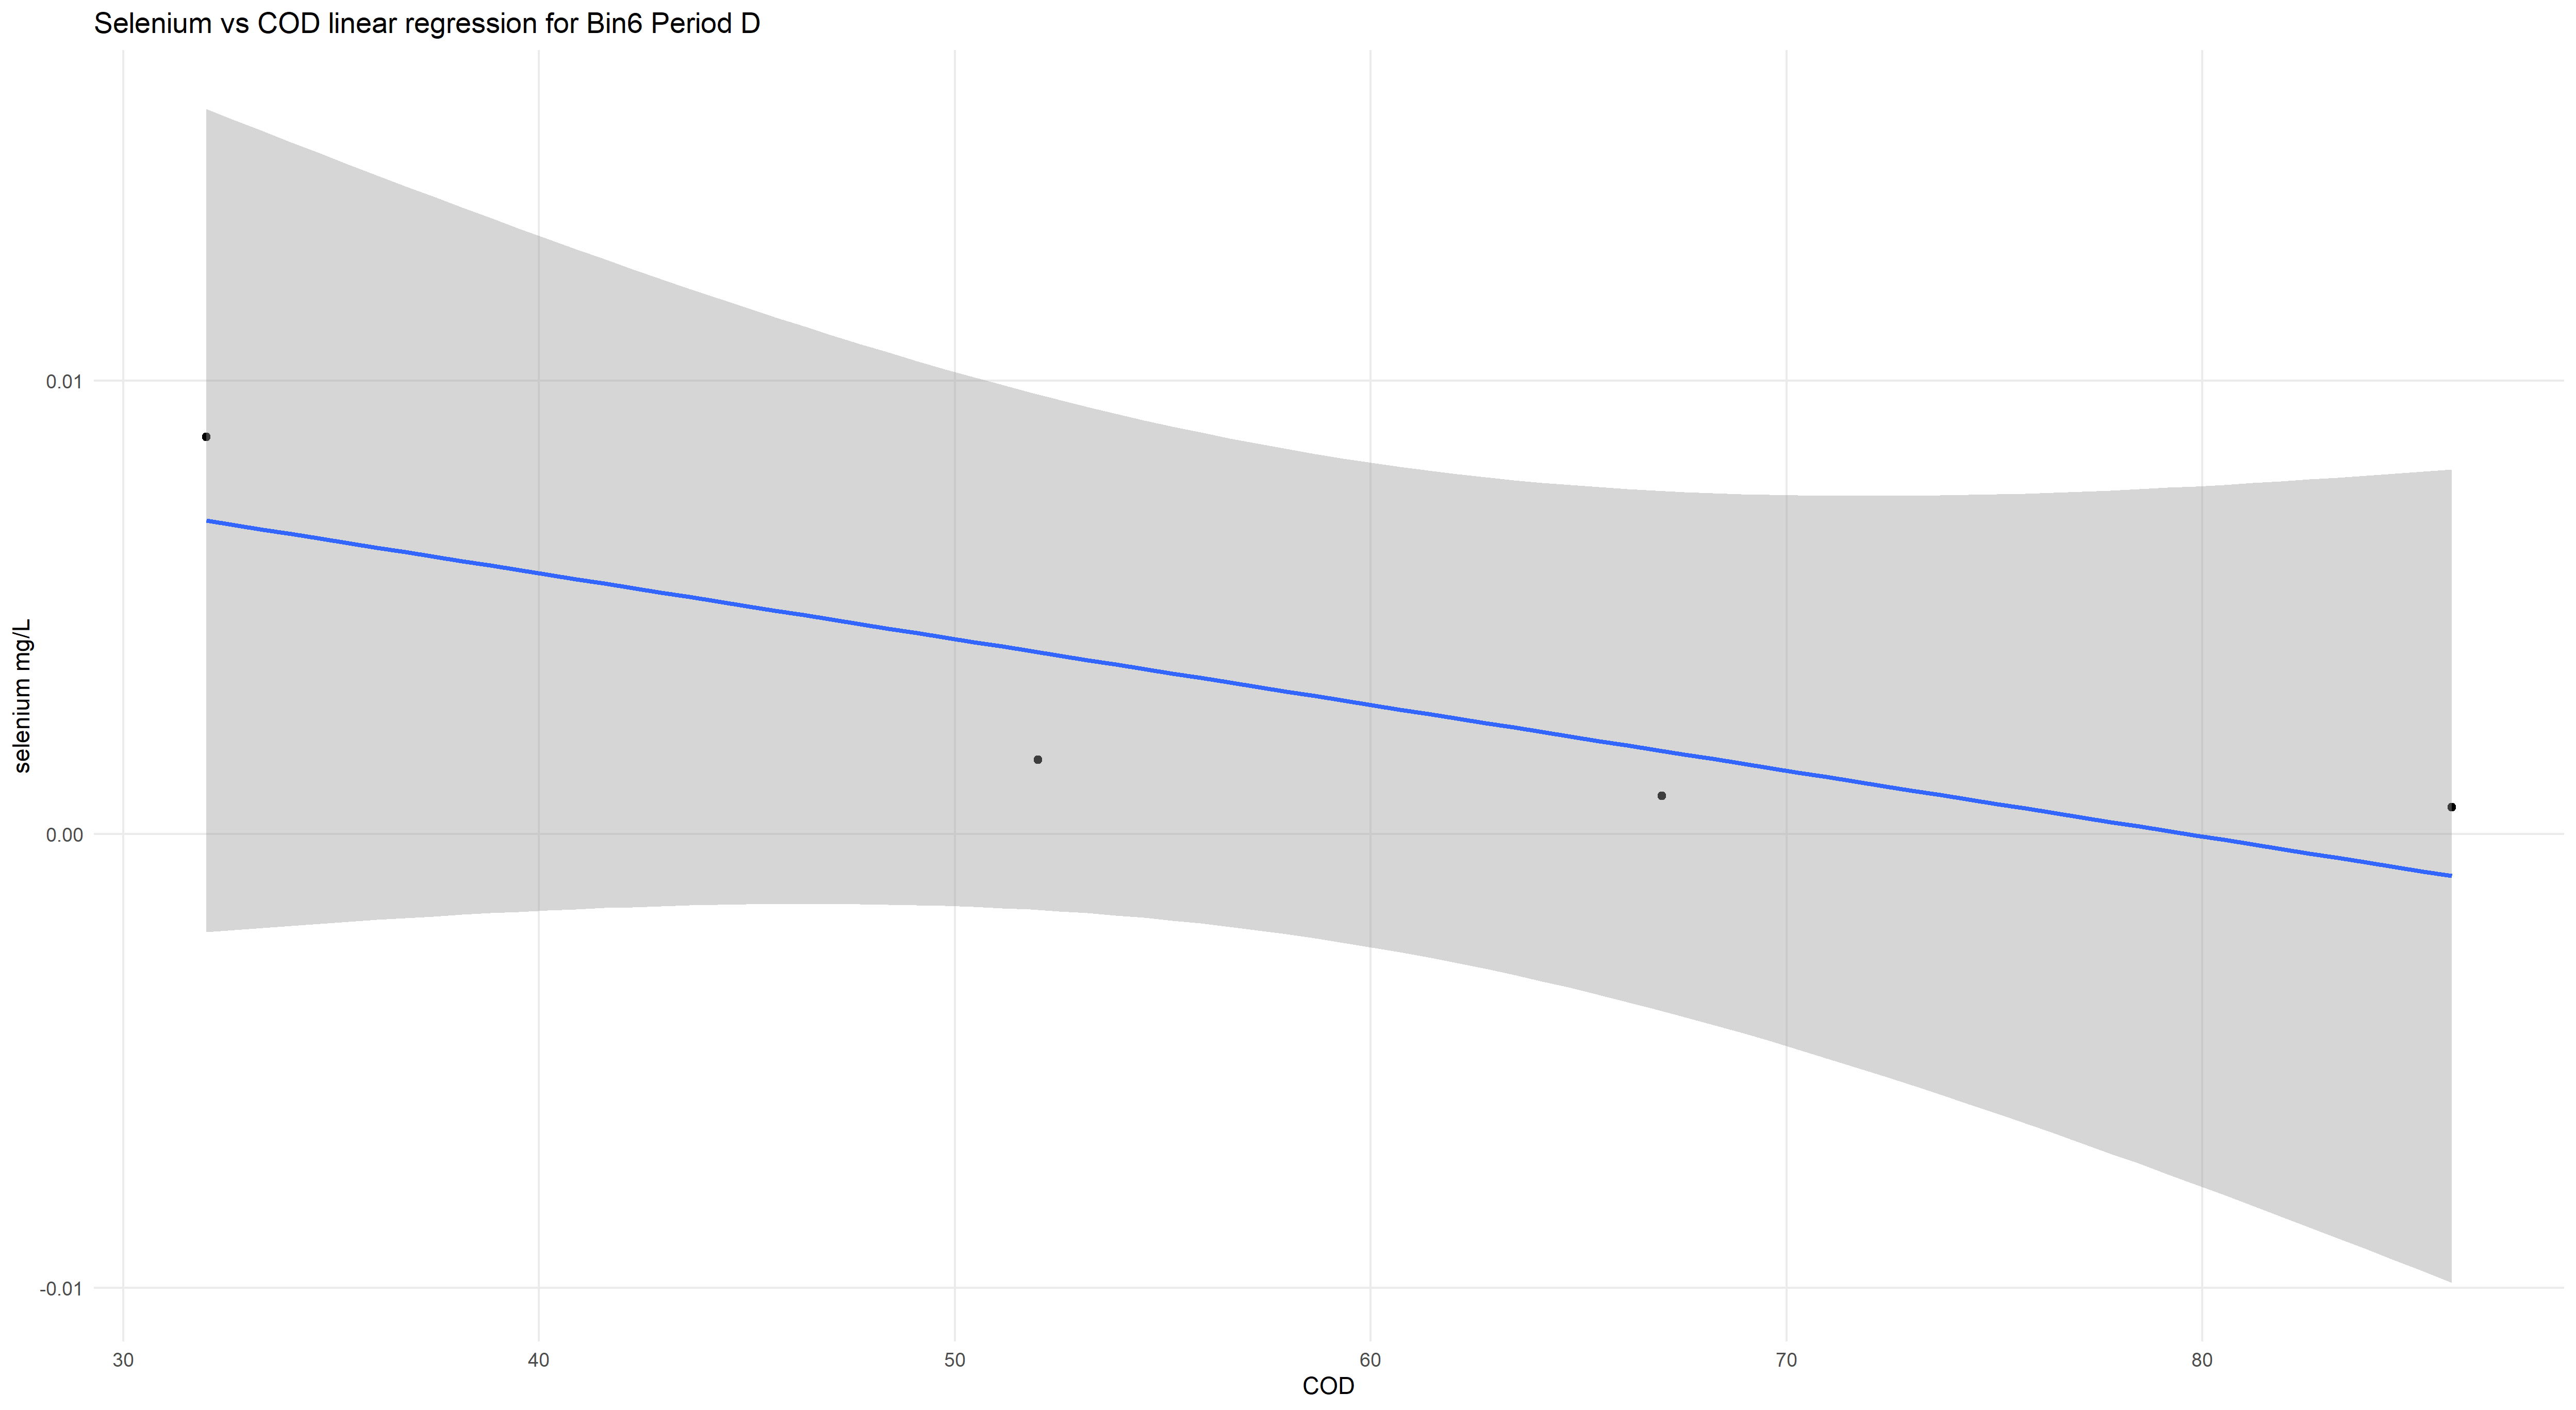 Selenium vs COD linear regression for Bin6 Period D
selenium mg/L
0.01
0.00
-0.01
30 40 50 60 70 80
COD